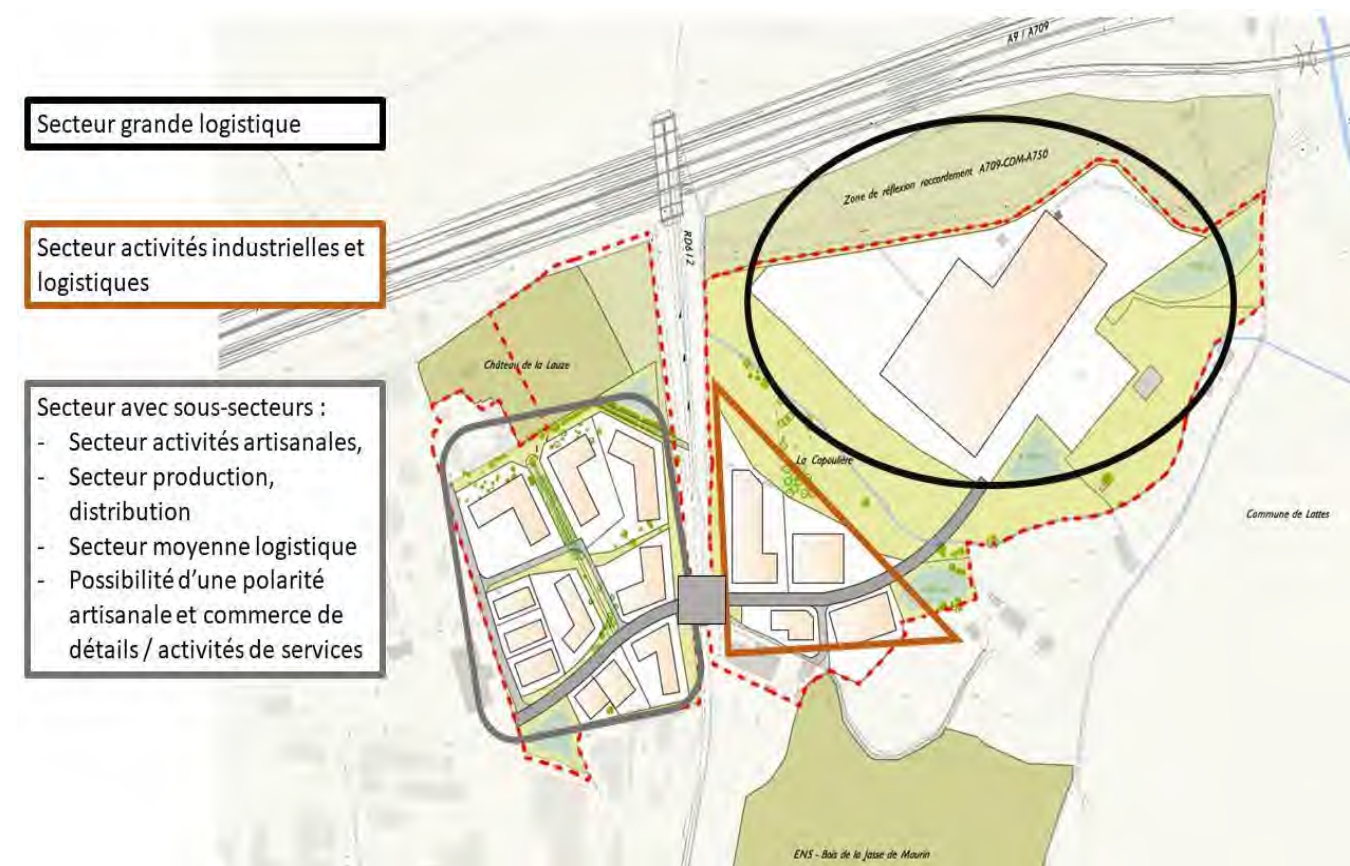 Secteur grande logistique
Secteur activités industrielles et
logistiques
Secteur avec sous-secteurs :
- Secteur activités artisanales,
- Secteur production,
distribution
- Secteur moyenne logistique
- Possibilité d'une polarité
artisanale et commerce de
détails / activités de services
A9 / A709
Zone de réflexion raccordement A709-COM-A750
RD612
Château de la Lauze
La Capoulière
Commune de Lattes
ENS - Bois de la Jasse de Maurin